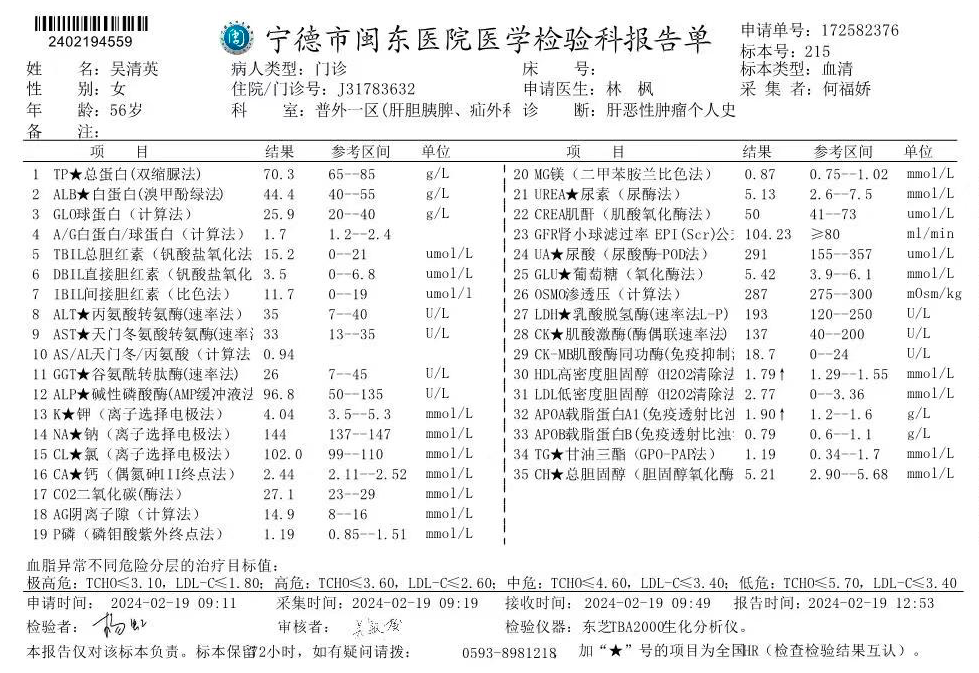 2402194559
宁德市闽东医院医学检验科报告单
申请单号：172582376
标本号：215
姓 名：吴清英 病人类型：门诊 床 号： 标本类型：血清
性 别：女 住院/门诊号：J31783632 申请医生：林 枫 采 集 者：何福娇
年 龄：56岁 科 室：普外一区(肝胆胰脾、疝外科 诊 断：肝恶性肿瘤个人史
备 注：
项 目 结果 参考区间 单位 项 目 结果 参考区间 单位
1 TP★总蛋白(双缩脲法) 70.3 65--85 g/L
2 ALB★白蛋白(溴甲酚绿法) 44.4 40--55 g/L
3 GLO球蛋白（计算法） 25.9 20--40 g/L
4 A/G白蛋白/球蛋白（计算法） 1.7 1.2--2.4
5 TBIL总胆红素（钒酸盐氧化法 15.2 0--21 umol/L
6 DBIL直接胆红素（钒酸盐氧化 3.5 0--6.8 umol/L
7 IBIL间接胆红素（比色法） 11.7 0--19 umol/l
8 ALT★丙氨酸转氨酶(速率法) 35 7--40 U/L
9 AST★天门冬氨酸转氨酶(速率 33 13--35 U/L
10 AS/AL天门冬/丙氨酸（计算法 0.94
11 GGT★谷氨酰转肽酶(速率法) 26 7--45 U/L
12 ALP★碱性磷酸酶(AMP缓冲液法 96.8 50--135 U/L
13 K★钾（离子选择电极法） 4.04 3.5--5.3 mmol/L
14 NA★钠（离子选择电极法） 144 137--147 mmol/L
15 CL★氯（离子选择电极法） 102.0 99--110 mmol/L
16 CA★钙（偶氮砷III终点法） 2.44 2.11--2.52 mmol/L
17 CO2二氧化碳(酶法) 27.1 23--29 mmol/L
18 AG阴离子隙（计算法） 14.9 8--16 mmol/L
19 P磷（磷钼酸紫外终点法） 1.19 0.85--1.51 mmol/L
20 MG镁（二甲苯胺兰比色法） 0.87 0.75--1.02 mmol/L
21 UREA★尿素（尿酶法） 5.13 2.6--7.5 mmol/L
22 CREA肌酐（肌酸氧化酶法） 50 41--73 umol/L
23 GFR肾小球滤过率 EPI(Scr)公 104.23 ≥80 ml/min
24 UA★尿酸（尿酸酶-POD法） 291 155--357 umol/L
25 GLU★葡萄糖（氧化酶法） 5.42 3.9--6.1 mmol/L
26 OSMO渗透压（计算法） 287 275--300 mOsm/kg
27 LDH★乳酸脱氢酶(速率法L-P) 193 120--250 U/L
28 CK★肌酸激酶(酶偶联速率法) 137 40--200 U/L
29 CK-MB肌酸酶同功酶(免疫抑制 18.7 0--24 U/L
30 HDL高密度胆固醇（H2O2清除法 1.79↑ 1.29--1.55 mmol/L
31 LDL低密度胆固醇（H2O2清除法 2.77 0--3.36 mmol/L
32 APOA载脂蛋白A1(免疫透射比浊 1.90↑ 1.2--1.6 g/L
33 APOB载脂蛋白B(免疫透射比浊 0.79 0.6--1.1 g/L
34 TG★甘油三酯（GPO-PAP法） 1.19 0.34--1.7 mmol/L
35 CH★总胆固醇（胆固醇氧化酶 5.21 2.90--5.68 mmol/L
血脂异常不同危险分层的治疗目标值：
极高危：TCHO≤3.10，LDL-C≤1.80；高危：TCHO≤3.60，LDL-C≤2.60；中危：TCHO≤4.60，LDL-C≤3.40；低危：TCHO≤5.70，LDL-C≤3.40
申请时间： 2024-02-19 09:11 采集时间：2024-02-19 09:19 接收时间： 2024-02-19 09:49 报告时间：2024-02-19 12:53
检验者： 审核者： 检验仪器：东芝TBA2000生化分析仪。
本报告仅对该标本负责。标本保留72小时，如有疑问请拨： 0593-8981218 加“★”号的项目为全国HR（检查检验结果互认）。